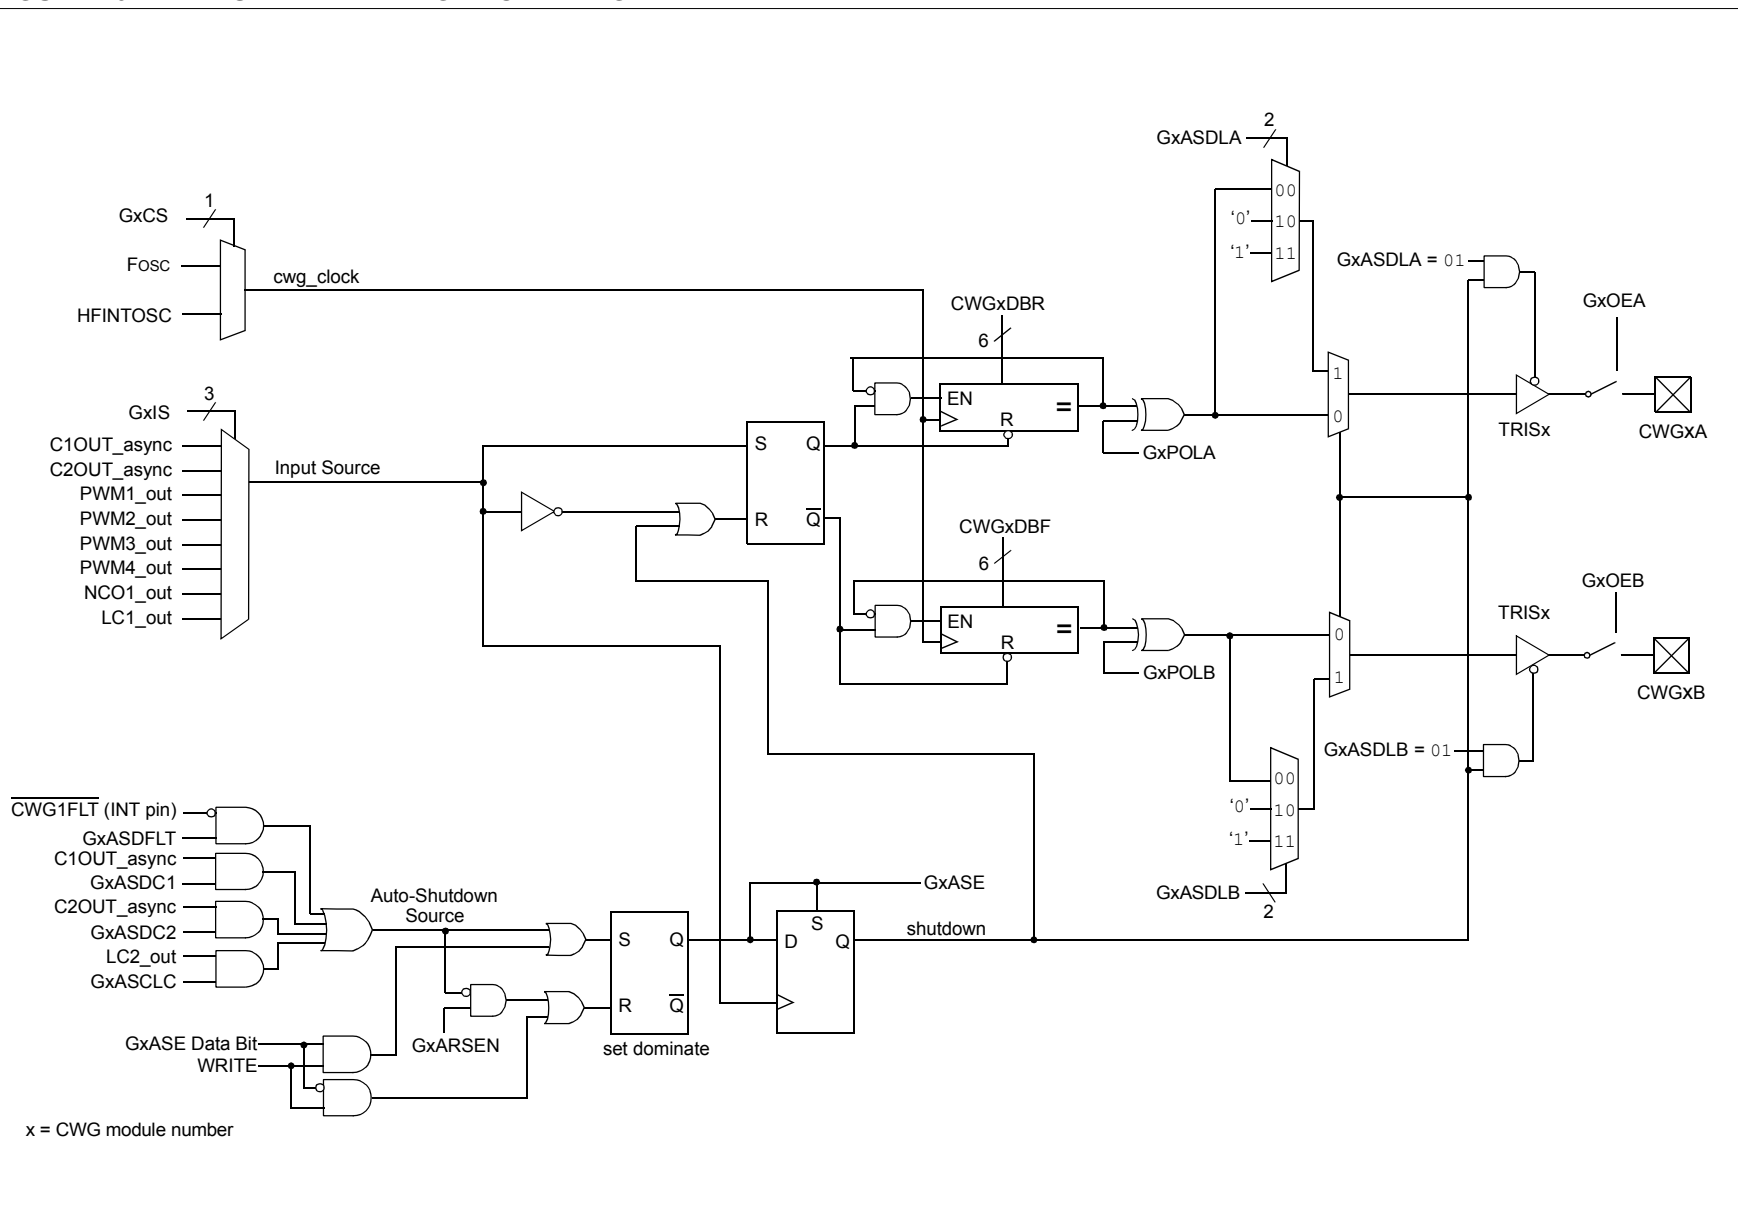 2
GxASDLA
00
'0' 10
'1' 11
1
GxCS
FOSC
HFINTOSC
cwg_clock
GxASDLA = 01
GxOEA
TRISx
CWGxA
CWGxDBR
6
EN
=
R
GxPOLA
1
0
3
GxIS
C1OUT_async
C2OUT_async
PWM1_out
PWM2_out
PWM3_out
PWM4_out
NCO1_out
LC1_out
Input Source
S Q
R Q
CWGxDBF
6
EN
=
R
GxPOLB
0
1
GxOEB
TRISx
CWGxB
GxASDLB = 01
00
'0' 10
'1' 11
GxASDLB
2
CWG1FLT (INT pin)
GxASDFLT
C1OUT_async
GxASDC1
C2OUT_async
GxASDC2
LC2_out
GxASCLC
Auto-Shutdown
Source
GxARSEN
S Q
R Q
set dominate
GxASE
S
D Q
shutdown
GxASE Data Bit
WRITE
x = CWG module number